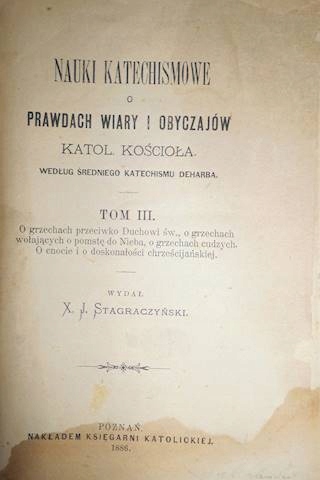 NAUKI KATECHISMOWE
O
PRAWDACH WIARY I OBYCZAJÓW
KATOL. KOŚCIOŁA.
WEDŁUG ŚREDNIEGO KATECHISMU DEHARBA.
TOM III.
O grzechach przeciwko Duchowi św., o grzechach
wołających o pomstę do Nieba, o grzechach cudzych.
O cnocie i o doskonałości chrześcijańskiej.
WYDAŁ
X. J. STAGRACZYŃSKI.
POZNAŃ.
NAKŁADEM KSIĘGARNI KATOLICKIEJ.
1886.